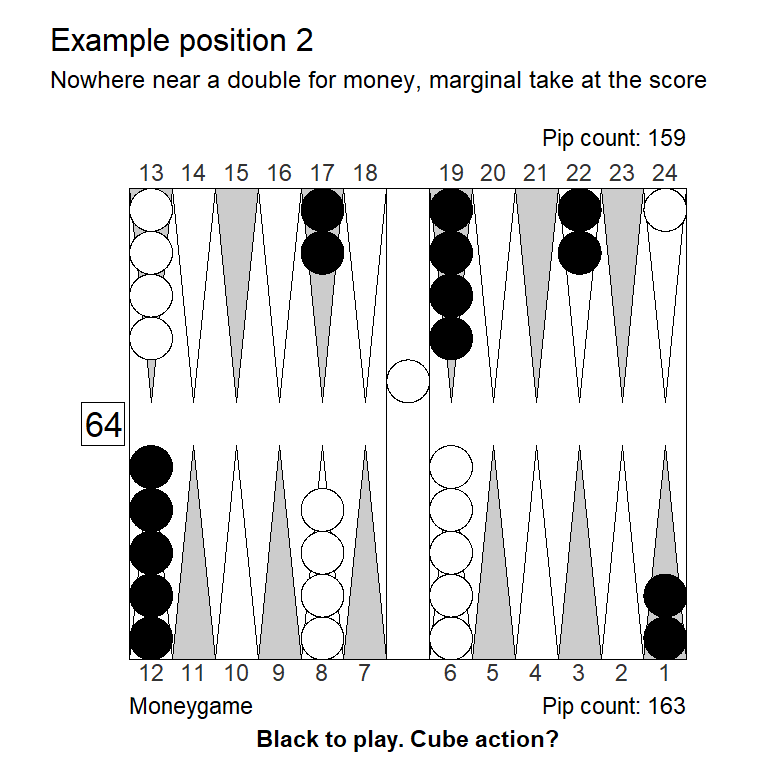 Example position 2
Nowhere near a double for money, marginal take at the score
Pip count: 159
13 14 15 16 17 18 19 20 21 22 23 24
64
12 11 10 9 8 7 6 5 4 3 2 1
Moneygame Pip count: 163
Black to play. Cube action?